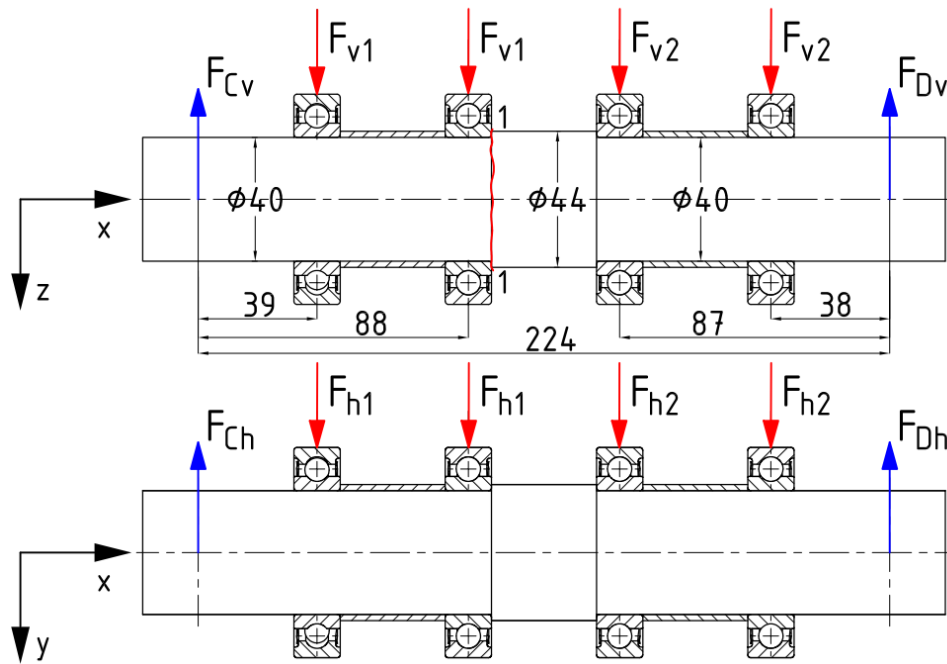 F_v1 F_v1 F_v2 F_v2
F_Cv F_Dv
1
x ϕ40 ϕ44 ϕ40
z
1
39 38
88 87
224
F_h1 F_h1 F_h2 F_h2
F_Ch F_Dh
x
y